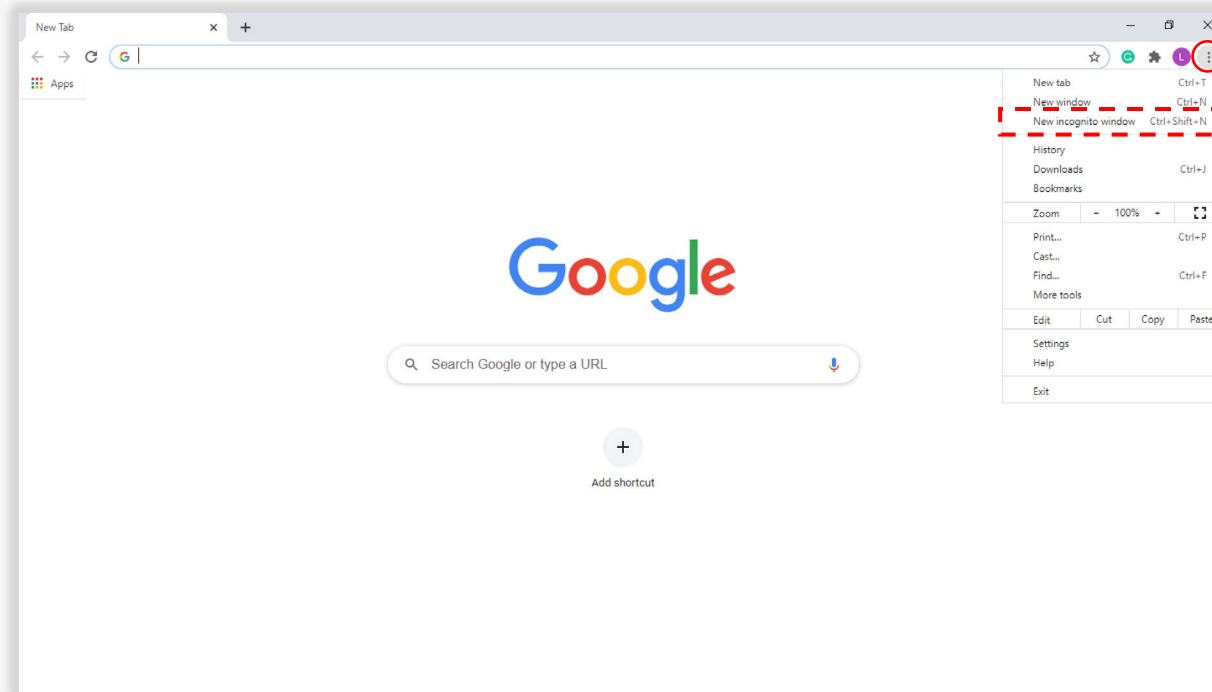 New Tab
G
L
Apps
New tab Ctrl+T
New window Ctrl+N
New incognito window Ctrl+Shift+N
History
Downloads Ctrl+J
Bookmarks
Zoom - 100% +
Print... Ctrl+P
Cast...
Find... Ctrl+F
More tools
Edit Cut Copy Paste
Settings
Help
Exit
Google
Search Google or type a URL
Add shortcut